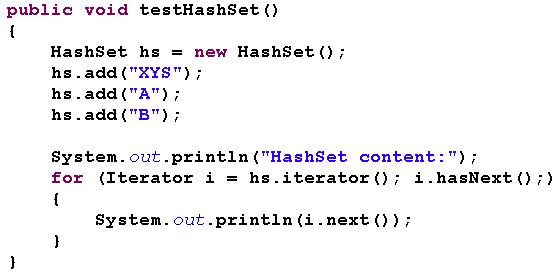 public void testHashSet()
{
    HashSet hs = new HashSet();
    hs.add("XYS");
    hs.add("A");
    hs.add("B");

    System.out.println("HashSet content:");
    for (Iterator i = hs.iterator(); i.hasNext();)
    {
        System.out.println(i.next());
    }
}